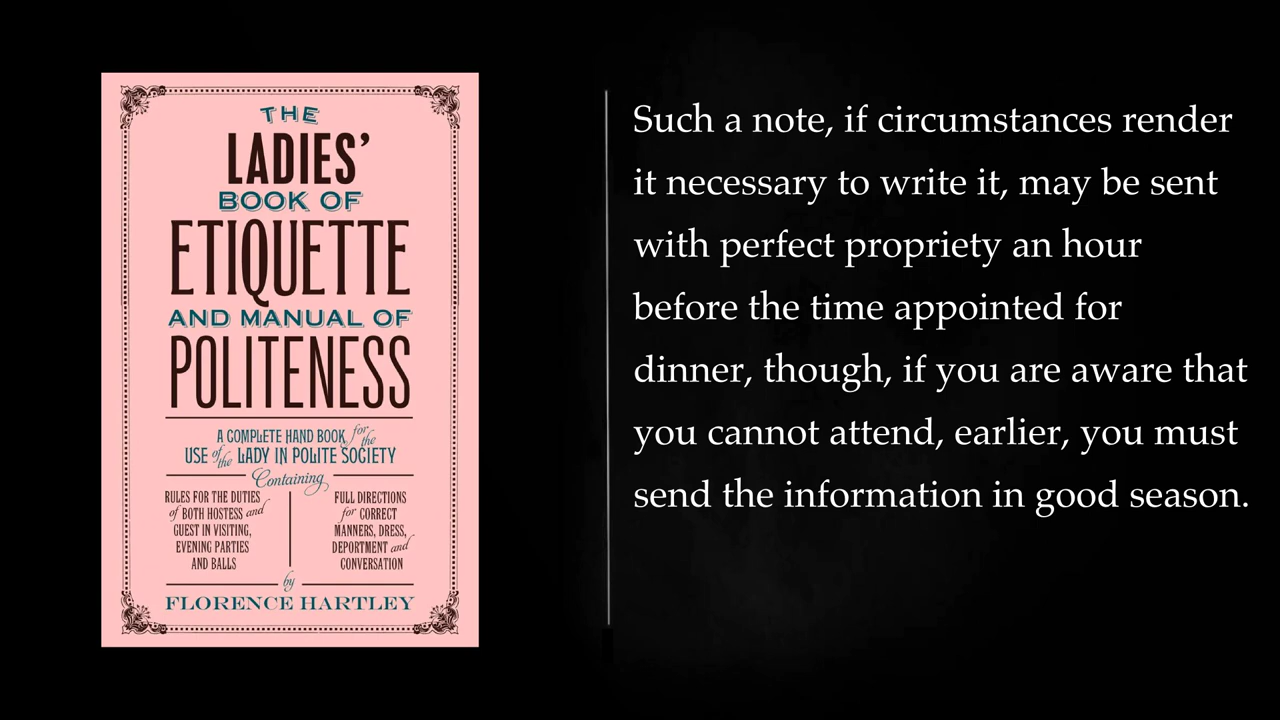 THE
LADIES’
BOOK OF
ETIQUETTE
AND MANUAL OF
POLITENESS
A COMPLETE HAND BOOK for the
USE of the LADY IN POLITE SOCIETY
Containing
RULES FOR THE DUTIES
of BOTH HOSTESS and
GUEST IN VISITING,
EVENING PARTIES
AND BALLS
FULL DIRECTIONS
for CORRECT
MANNERS, DRESS,
DEPORTMENT and
CONVERSATION
by
FLORENCE HARTLEY
Such a note, if circumstances render
it necessary to write it, may be sent
with perfect propriety an hour
before the time appointed for
dinner, though, if you are aware that
you cannot attend, earlier, you must
send the information in good season.